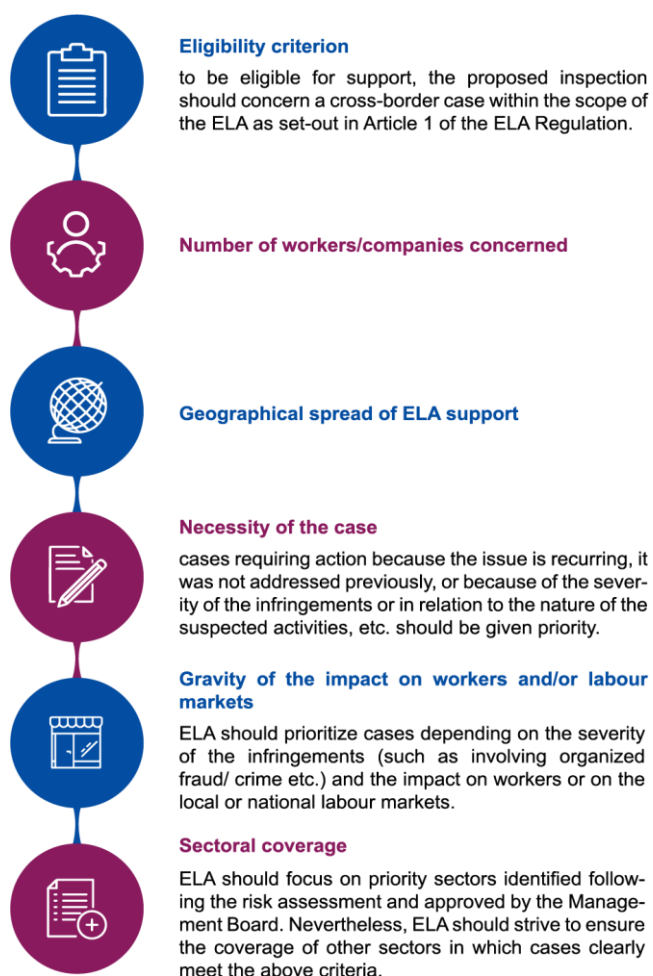 Eligibility criterion
to be eligible for support, the proposed inspection
should concern a cross-border case within the scope of
the ELA as set-out in Article 1 of the ELA Regulation.
Number of workers/companies concerned
Geographical spread of ELA support
Necessity of the case
cases requiring action because the issue is recurring, it
was not addressed previously, or because of the sever-
ity of the infringements or in relation to the nature of the
suspected activities, etc. should be given priority.
Gravity of the impact on workers and/or labour
markets
ELA should prioritize cases depending on the severity
of the infringements (such as involving organized
fraud/ crime etc.) and the impact on workers or on the
local or national labour markets.
Sectoral coverage
ELA should focus on priority sectors identified follow-
ing the risk assessment and approved by the Manage-
ment Board. Nevertheless, ELA should strive to ensure
the coverage of other sectors in which cases clearly
meet the above criteria.